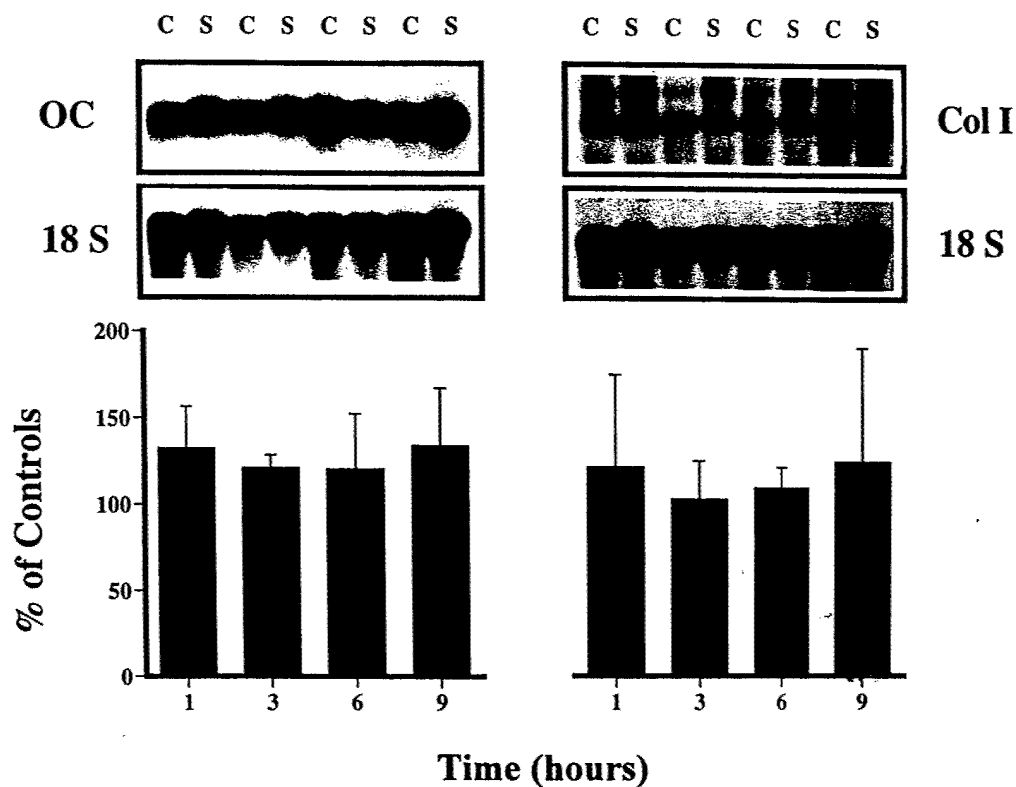 C S C S C S C S
C S C S C S C S
OC
Col I
18 S
18 S
% of Controls
200
150
100
50
0
1 3 6 9
1 3 6 9
Time (hours)